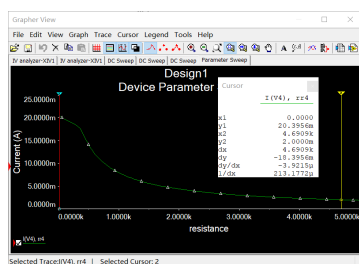 Grapher View
File Edit View Graph Trace Cursor Legend Tools Help
IV analyzer-XIV1 IV analyzer-XIV1 DC Sweep DC Sweep DC Sweep Parameter Sweep
Design1
Device Parameter
Cursor
I(V4), rr4
x1 0.0000
y1 20.3956m
x2 4.6909k
y2 2.0000m
dx 4.6909k
dy -18.3956m
dy/dx -3.9215µ
1/dx 213.1772µ
Current (A)
25.0000m
20.0000m
15.0000m
10.0000m
5.0000m
0.0000
0.0000k 1.0000k 2.0000k 3.0000k 4.0000k 5.0000k
resistance
I(V4), rr4
Selected Trace:I(V4), rr4 | Selected Cursor: 2